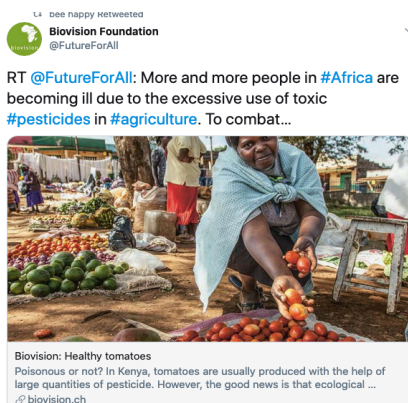 Bee Happy Retweeted
Biovision Foundation
@FutureForAll
biovision
RT @FutureForAll: More and more people in #Africa are
becoming ill due to the excessive use of toxic
#pesticides in #agriculture. To combat...
Biovision: Healthy tomatoes
Poisonous or not? In Kenya, tomatoes are usually produced with the help of
large quantities of pesticide. However, the good news is that ecological ...
biovision.ch